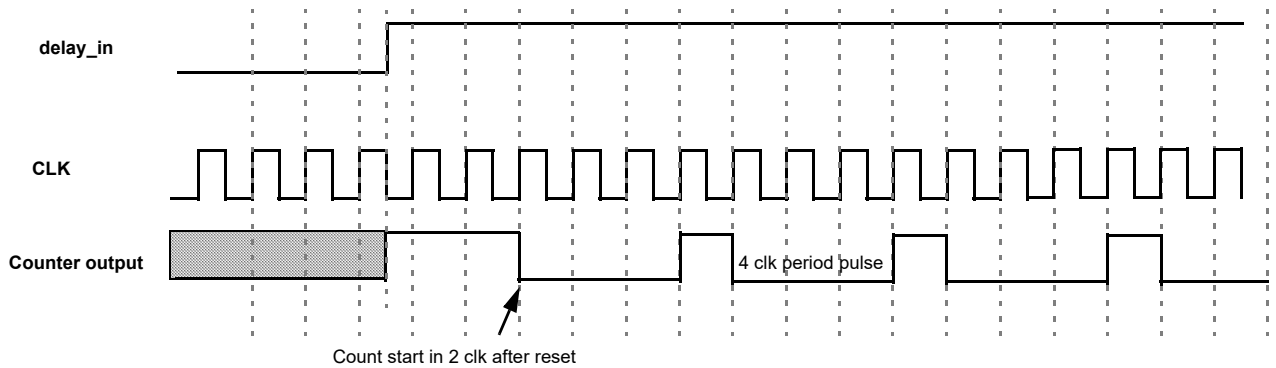 delay_in
CLK
Counter output
4 clk period pulse
Count start in 2 clk after reset